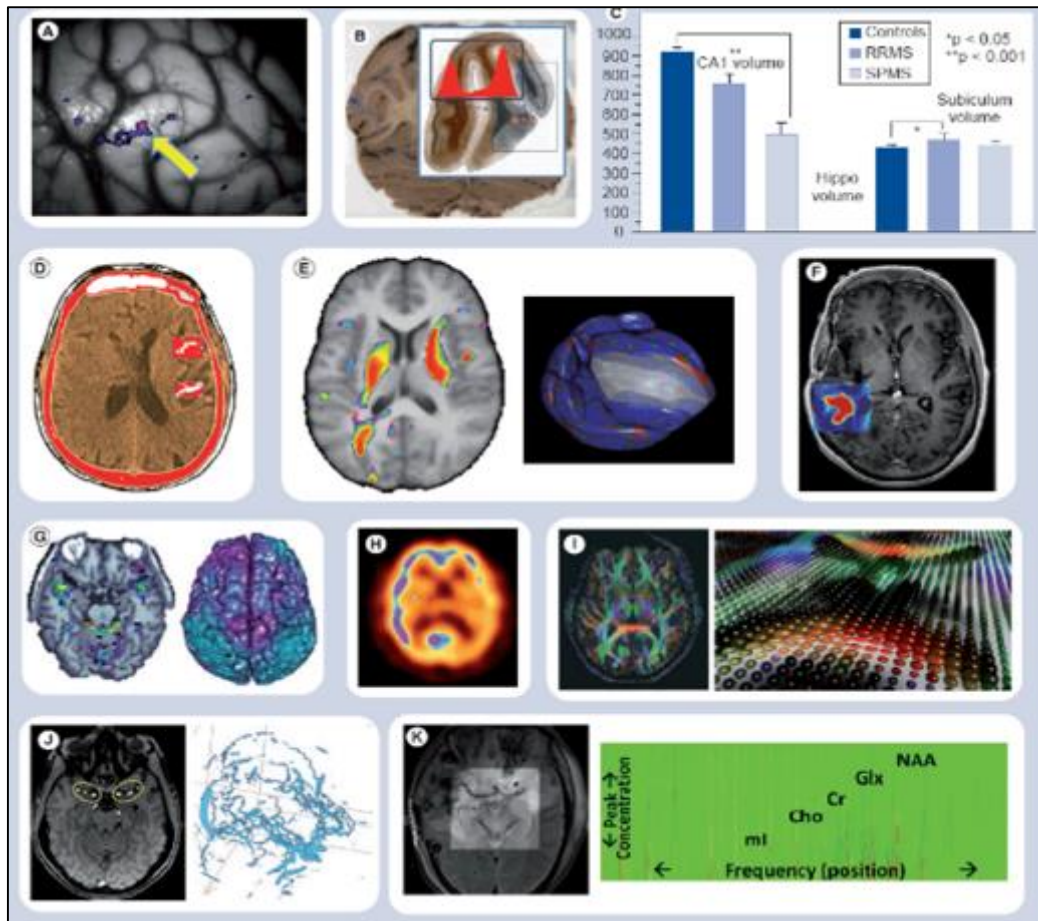 A
B
C
1000
900
800
700
600
500
400
300
200
100
0
**
CA1 volume
Controls
RRMS
SPMS
*p < 0.05
**p < 0.001
Subiculum
volume
*
Hippo
volume
D
E
F
G
H
I
J
K
← Peak →
Concentration
NAA
Glx
Cr
Cho
mI
← Frequency (position) →